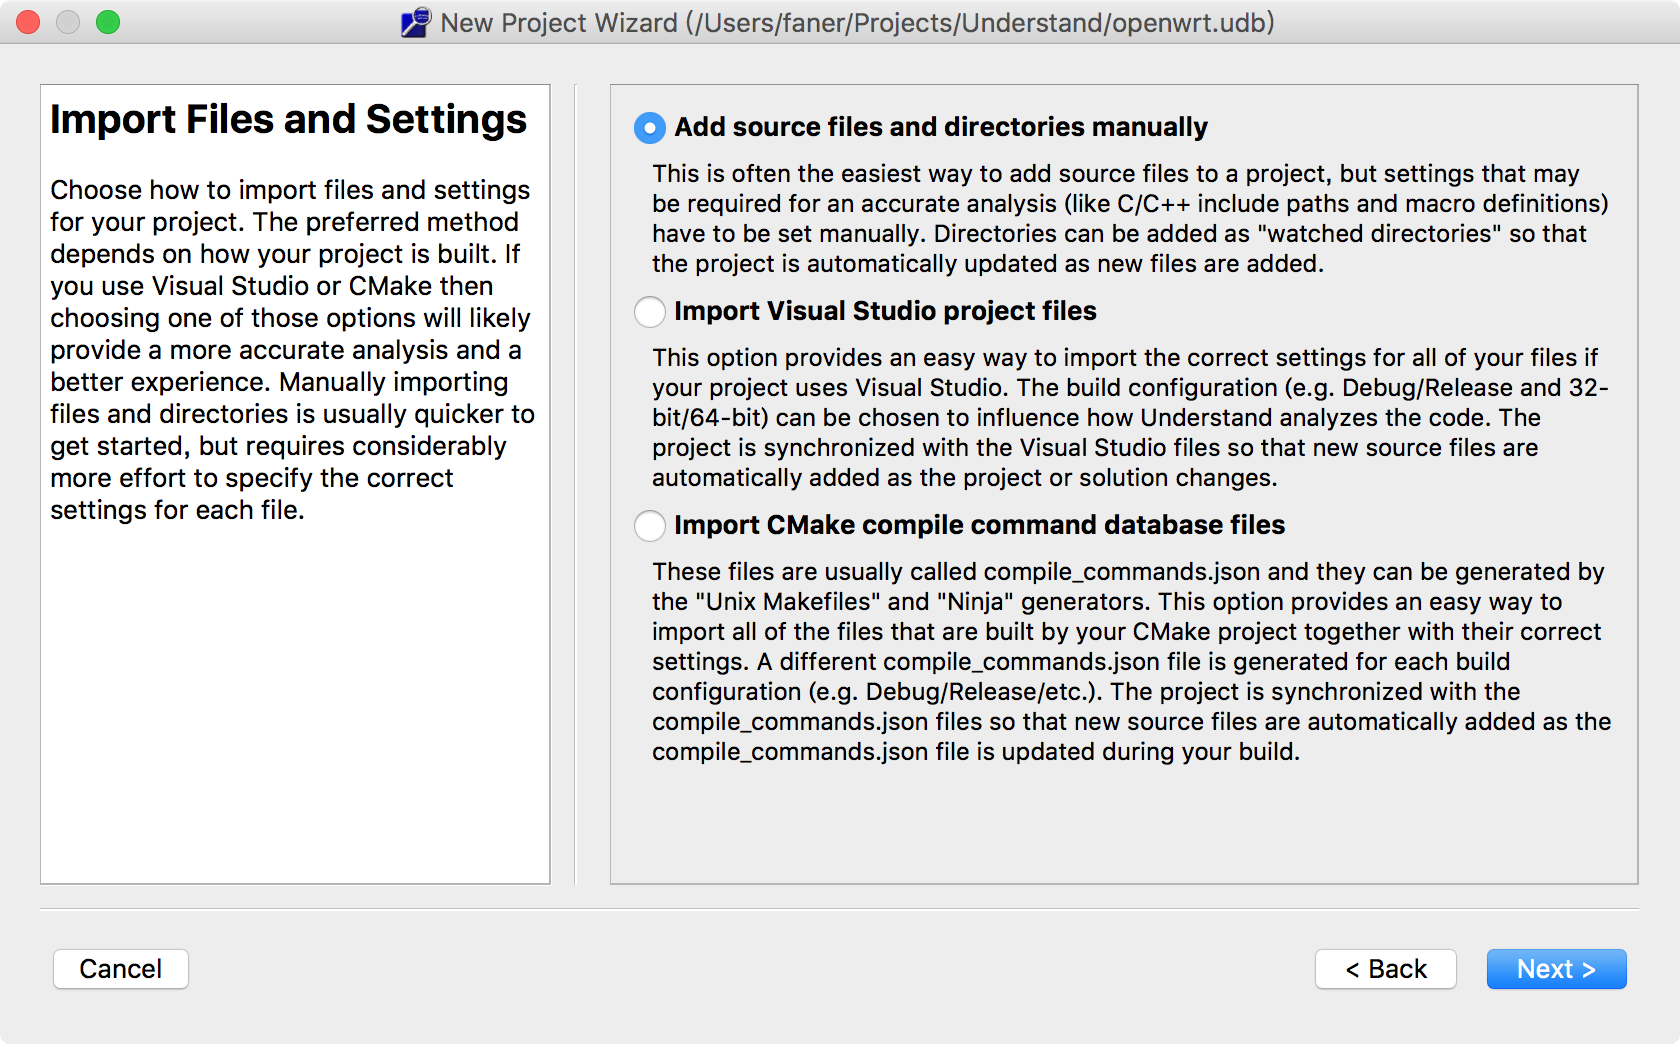 New Project Wizard (/Users/faner/Projects/Understand/openwrt.udb)
Import Files and Settings
Choose how to import files and settings
for your project. The preferred method
depends on how your project is built. If
you use Visual Studio or CMake then
choosing one of those options will likely
provide a more accurate analysis and a
better experience. Manually importing
files and directories is usually quicker to
get started, but requires considerably
more effort to specify the correct
settings for each file.
Add source files and directories manually
This is often the easiest way to add source files to a project, but settings that may
be required for an accurate analysis (like C/C++ include paths and macro definitions)
have to be set manually. Directories can be added as "watched directories" so that
the project is automatically updated as new files are added.
Import Visual Studio project files
This option provides an easy way to import the correct settings for all of your files if
your project uses Visual Studio. The build configuration (e.g. Debug/Release and 32-
bit/64-bit) can be chosen to influence how Understand analyzes the code. The
project is synchronized with the Visual Studio files so that new source files are
automatically added as the project or solution changes.
Import CMake compile command database files
These files are usually called compile_commands.json and they can be generated by
the "Unix Makefiles" and "Ninja" generators. This option provides an easy way to
import all of the files that are built by your CMake project together with their correct
settings. A different compile_commands.json file is generated for each build
configuration (e.g. Debug/Release/etc.). The project is synchronized with the
compile_commands.json files so that new source files are automatically added as the
compile_commands.json file is updated during your build.
Cancel
< Back
Next >